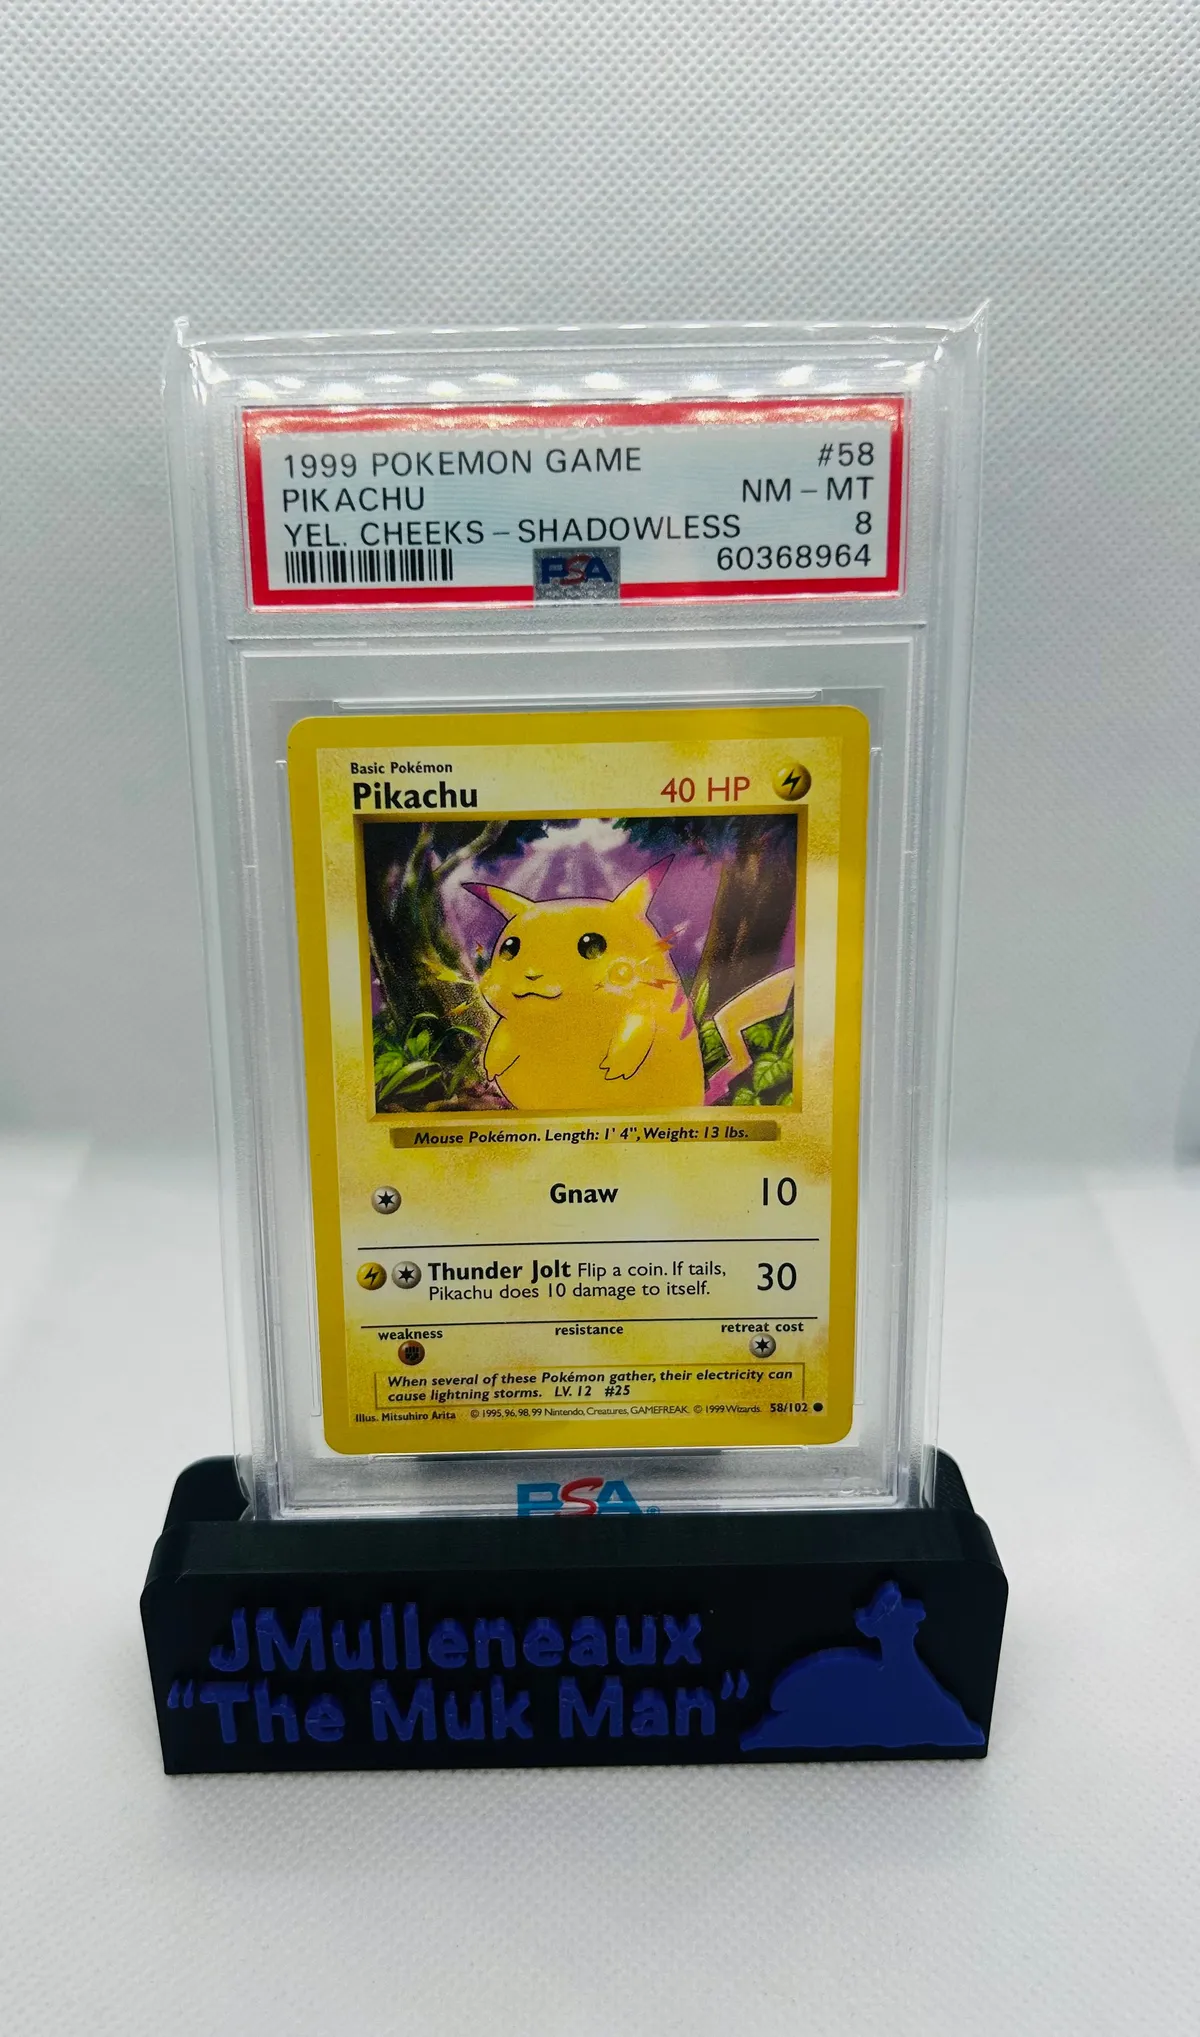 1999 POKEMON GAME #58
PIKACHU NM – MT
YEL. CHEEKS – SHADOWLESS 8
PSA 60368964
Basic Pokémon
Pikachu 40 HP
Mouse Pokémon. Length: 1' 4", Weight: 13 lbs.
Gnaw 10
Thunder Jolt Flip a coin. If tails,
Pikachu does 10 damage to itself. 30
weakness resistance retreat cost
When several of these Pokémon gather, their electricity can
cause lightning storms. LV. 12 #25
Illus. Mitsuhiro Arita © 1995, 96, 98, 99 Nintendo, Creatures, GAMEFREAK. © 1999 Wizards. 58/102
PSA®
JMulleneaux
"The Muk Man"